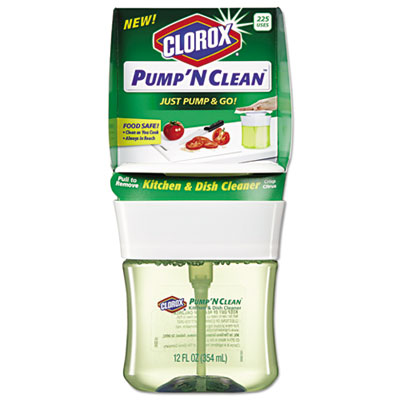 NEW!
CLOROX
225
USES
PUMP'N CLEAN™
JUST PUMP & GO!
FOOD SAFE!
• Clean as You Cook
• Always in Reach
Pull to
Remove
Kitchen & Dish Cleaner
Crisp
Citrus
CLOROX
PUMP'N CLEAN
Kitchen & Dish Cleaner
12 FL OZ (354 mL)